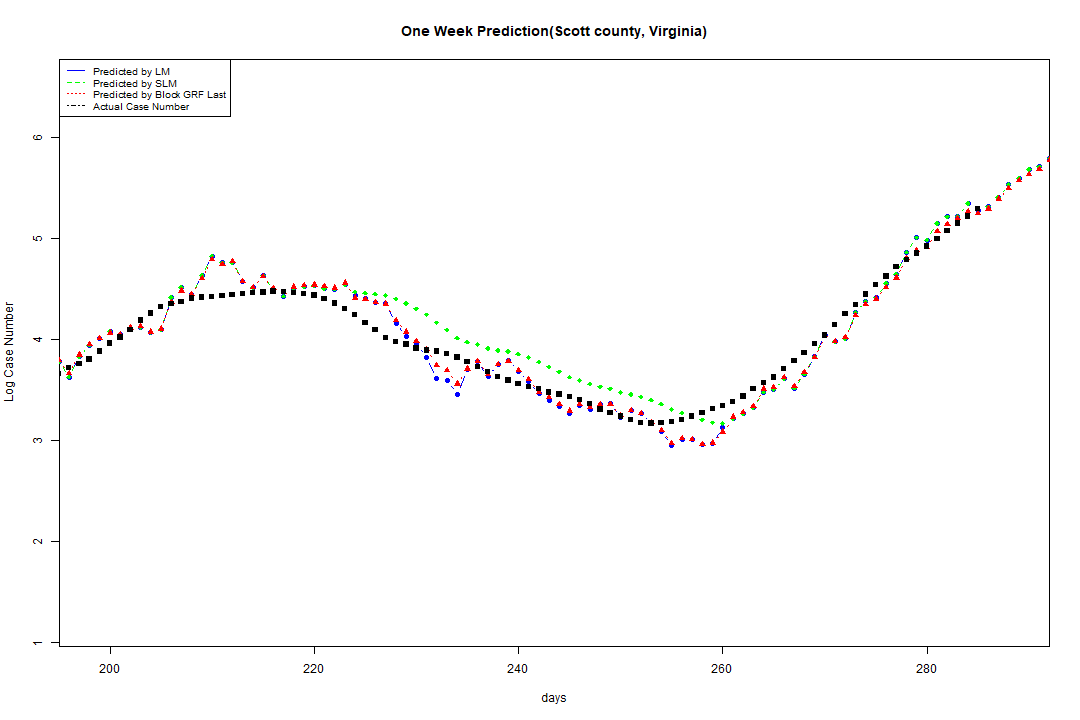 One Week Prediction(Scott county, Virginia)
Predicted by LM
Predicted by SLM
Predicted by Block GRF Last
Actual Case Number
Log Case Number
6
5
4
3
2
1
200 220 240 260 280
days